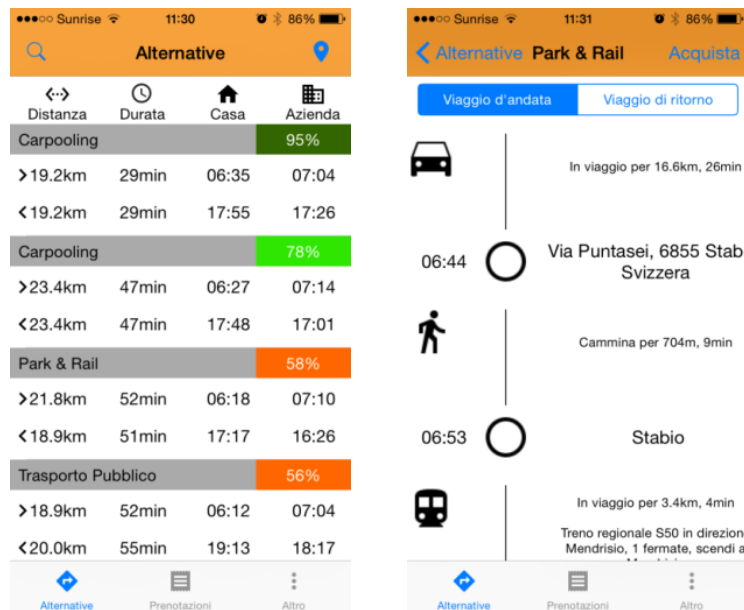 Sunrise 11:30 86%
Alternative
Distanza Durata Casa Azienda
Carpooling 95%
>19.2km 29min 06:35 07:04
<19.2km 29min 17:55 17:26
Carpooling 78%
>23.4km 47min 06:27 07:14
<23.4km 47min 17:48 17:01
Park & Rail 58%
>21.8km 52min 06:18 07:10
<18.9km 51min 17:17 16:26
Trasporto Pubblico 56%
>18.9km 52min 06:12 07:04
<20.0km 55min 19:13 18:17
Alternative Prenotazioni Altro
Sunrise 11:31 86%
Alternative Park & Rail Acquista
Viaggio d'andata Viaggio di ritorno
In viaggio per 16.6km, 26min
06:44 Via Puntasei, 6855 Stab
Svizzera
Cammina per 704m, 9min
06:53 Stabio
In viaggio per 3.4km, 4min
Treno regionale S50 in direzion
Mendrisio, 1 fermate, scendi a
Alternative Prenotazioni Altro